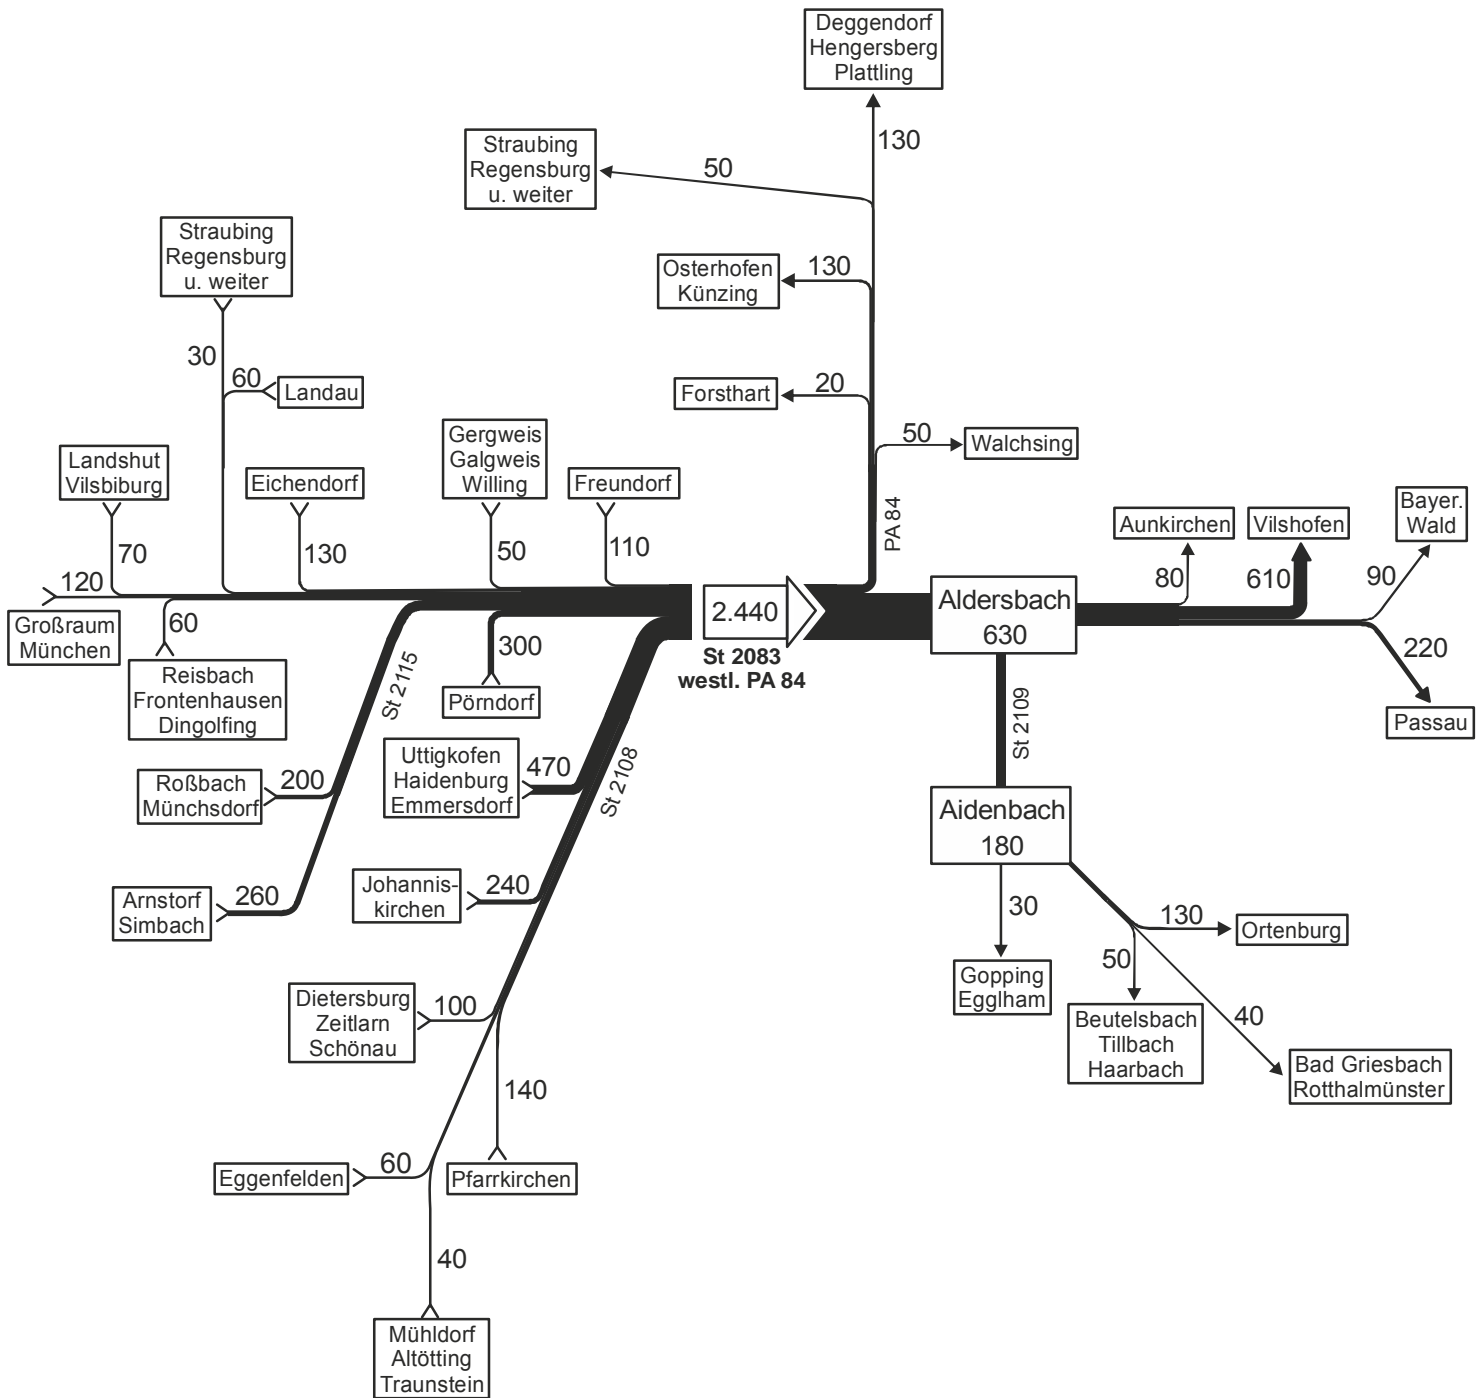 Deggendorf
Hengersberg
Plattling
130
Straubing
Regensburg
u. weiter
50
Straubing
Regensburg
u. weiter
30
Osterhofen
Künzing
130
60
Landau
Forsthart
20
50
Walchsing
Landshut
Vilsbiburg
70
Eichendorf
130
Gergweis
Galgweis
Willing
50
Freundorf
110
PA 84
Aunkirchen
80
Vilshofen
610
Bayer.
Wald
90
120
Großraum
München
60
Reisbach
Frontenhausen
Dingolfing
St 2115
300
Pörndorf
2.440
St 2083
westl. PA 84
Aldersbach
630
220
Passau
St 2109
Roßbach
Münchsdorf
200
Uttigkofen
Haidenburg
Emmersdorf
470
St 2108
Aidenbach
180
Arnstorf
Simbach
260
Johannis-
kirchen
240
30
Gopping
Egglham
130
Ortenburg
50
Beutelsbach
Tillbach
Haarbach
40
Bad Griesbach
Rotthalmünster
Dietersburg
Zeitlarn
Schönau
100
140
Pfarrkirchen
Eggenfelden
60
40
Mühldorf
Altötting
Traunstein